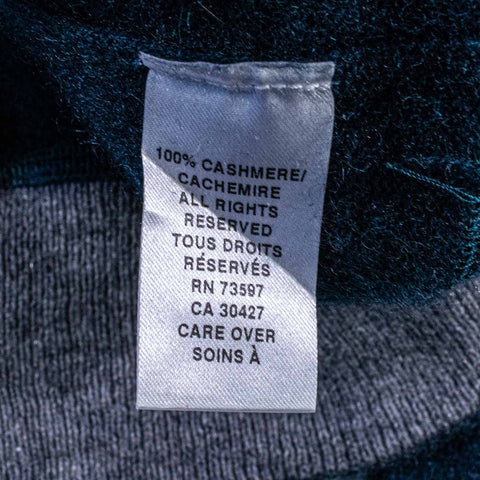 100% CASHMERE/
CACHEMIRE
ALL RIGHTS
RESERVED
TOUS DROITS
RÉSERVÉS
RN 73597
CA 30427
CARE OVER
SOINS À